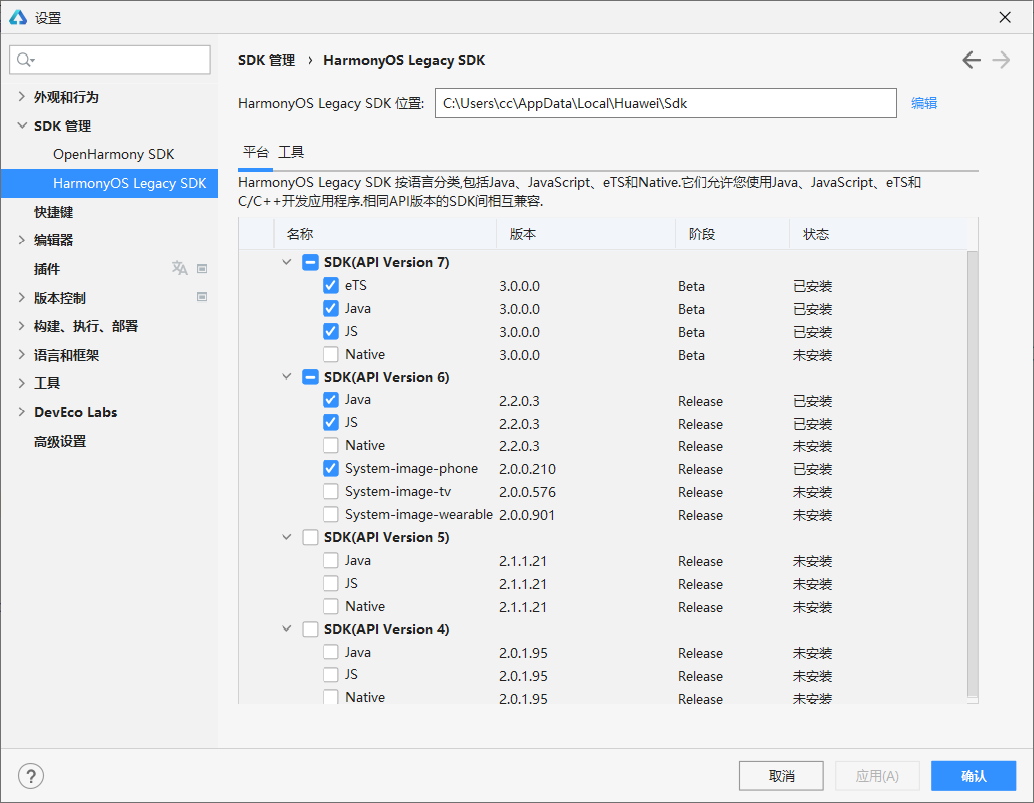 设置
SDK 管理 › HarmonyOS Legacy SDK
HarmonyOS Legacy SDK 位置: C:\Users\cc\AppData\Local\Huawei\Sdk 编辑
外观和行为
SDK 管理
OpenHarmony SDK
HarmonyOS Legacy SDK
快捷键
编辑器
插件
版本控制
构建、执行、部署
语言和框架
工具
DevEco Labs
高级设置
平台 工具
HarmonyOS Legacy SDK 按语言分类,包括Java、JavaScript、eTS和Native.它们允许您使用Java、JavaScript、eTS和
C/C++开发应用程序.相同API版本的SDK间相互兼容.
名称 版本 阶段 状态
SDK(API Version 7)
eTS 3.0.0.0 Beta 已安装
Java 3.0.0.0 Beta 已安装
JS 3.0.0.0 Beta 已安装
Native 3.0.0.0 Beta 未安装
SDK(API Version 6)
Java 2.2.0.3 Release 已安装
JS 2.2.0.3 Release 已安装
Native 2.2.0.3 Release 未安装
System-image-phone 2.0.0.210 Release 已安装
System-image-tv 2.0.0.576 Release 未安装
System-image-wearable 2.0.0.901 Release 未安装
SDK(API Version 5)
Java 2.1.1.21 Release 未安装
JS 2.1.1.21 Release 未安装
Native 2.1.1.21 Release 未安装
SDK(API Version 4)
Java 2.0.1.95 Release 未安装
JS 2.0.1.95 Release 未安装
Native 2.0.1.95 Release 未安装
? 取消 应用(A) 确认